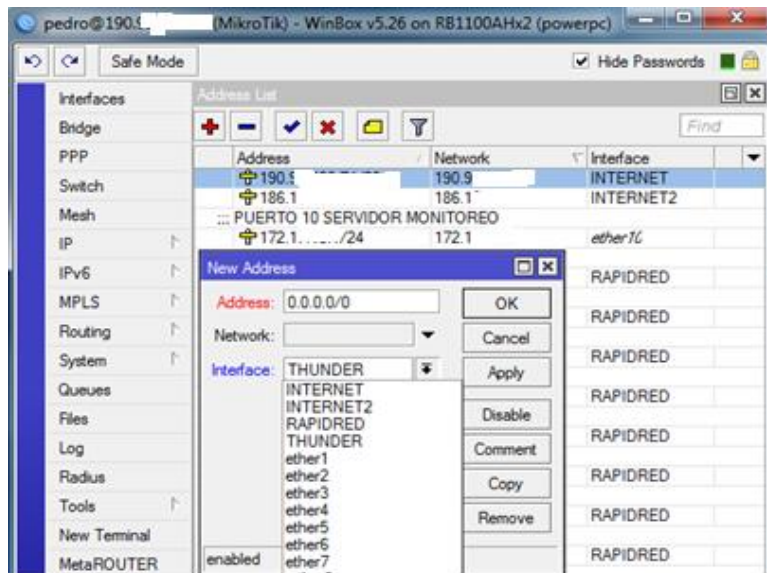 pedro@190.9 (MikroTik) - WinBox v5.26 on RB1100AHx2 (powerpc)
Safe Mode
Hide Passwords
Interfaces
Bridge
PPP
Switch
Mesh
IP
IPv6
MPLS
Routing
System
Queues
Files
Log
Radius
Tools
New Terminal
MetaROUTER
Address List
Find
Address Network Interface
190.9 190.9 INTERNET
186.1 186.1 INTERNET2
::: PUERTO 10 SERVIDOR MONITOREO
172.1 /24 172.1
RAPIDRED
RAPIDRED
RAPIDRED
RAPIDRED
RAPIDRED
RAPIDRED
RAPIDRED
RAPIDRED
New Address
Address: 0.0.0.0/0
Network:
Interface: THUNDER
INTERNET
INTERNET2
RAPIDRED
THUNDER
ether1
ether2
ether3
ether4
ether5
ether6
ether7
OK
Cancel
Apply
Disable
Comment
Copy
Remove
enabled